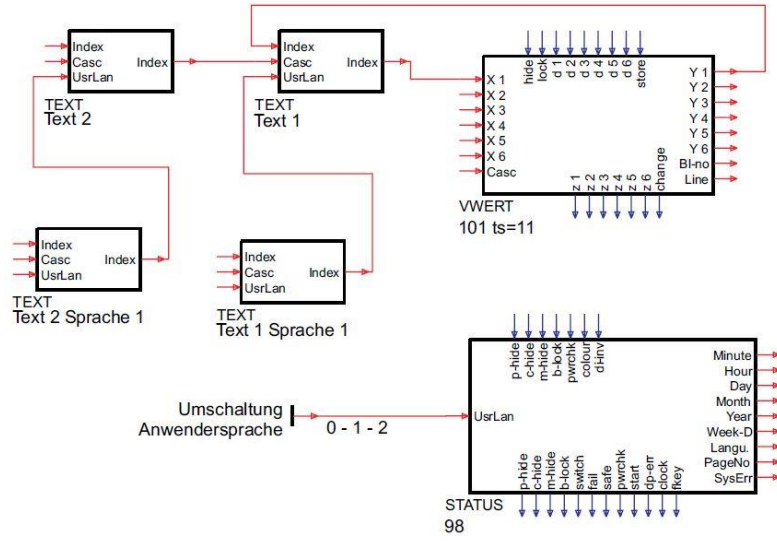 Index
Casc
UsrLan
Index
TEXT
Text 2
Index
Casc
UsrLan
Index
TEXT
Text 1
hide
lock
d 1
d 2
d 3
d 4
d 5
d 6
store
X 1
X 2
X 3
X 4
X 5
X 6
Casc
Y 1
Y 2
Y 3
Y 4
Y 5
Y 6
BI-no
Line
z 1
z 2
z 3
z 4
z 5
z 6
change
VWERT
101 ts=11
Index
Casc
UsrLan
Index
TEXT
Text 2 Sprache 1
Index
Casc
UsrLan
Index
TEXT
Text 1 Sprache 1
Umschaltung
Anwendersprache
0 - 1 - 2
p-hide
c-hide
m-hide
b-lock
pwrchk
colour
di-inv
UsrLan
Minute
Hour
Day
Month
Year
Week-D
Langu.
PageNo
SysErr
p-hide
c-hide
m-hide
b-lock
switch
fail
safe
pwrchk
start
dp-err
clock
fkey
STATUS
98